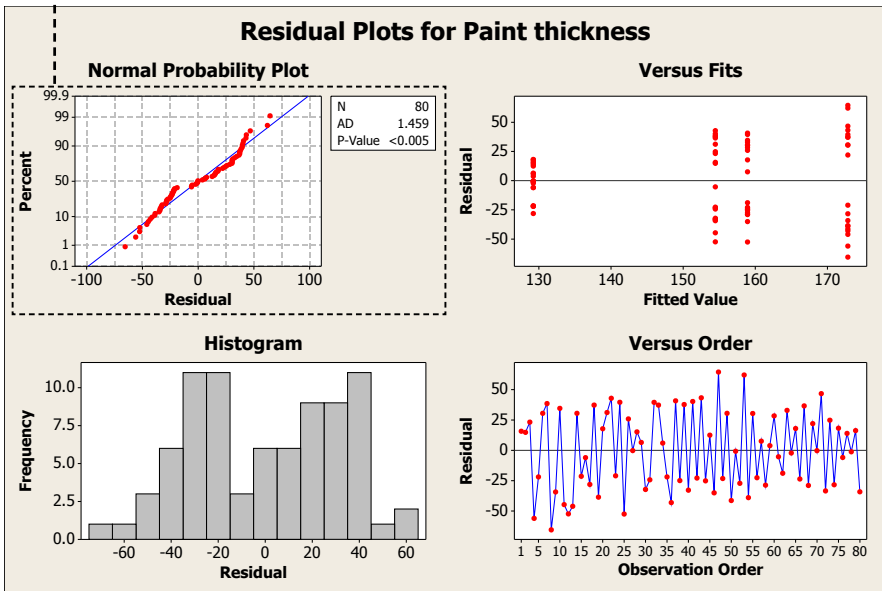 Residual Plots for Paint thickness
Normal Probability Plot
99.9
99
90
50
10
1
0.1
Percent
-100 -50 0 50 100
Residual
N 80
AD 1.459
P-Value <0.005
Versus Fits
50
25
0
-25
-50
Residual
130 140 150 160 170
Fitted Value
Histogram
10.0
7.5
5.0
2.5
0.0
Frequency
-60 -40 -20 0 20 40 60
Residual
Versus Order
50
25
0
-25
-50
Residual
1 5 10 15 20 25 30 35 40 45 50 55 60 65 70 75 80
Observation Order